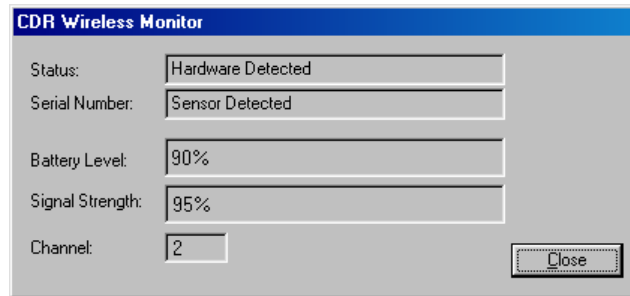 CDR Wireless Monitor
Status: Hardware Detected
Serial Number: Sensor Detected
Battery Level: 90%
Signal Strength: 95%
Channel: 2
Close